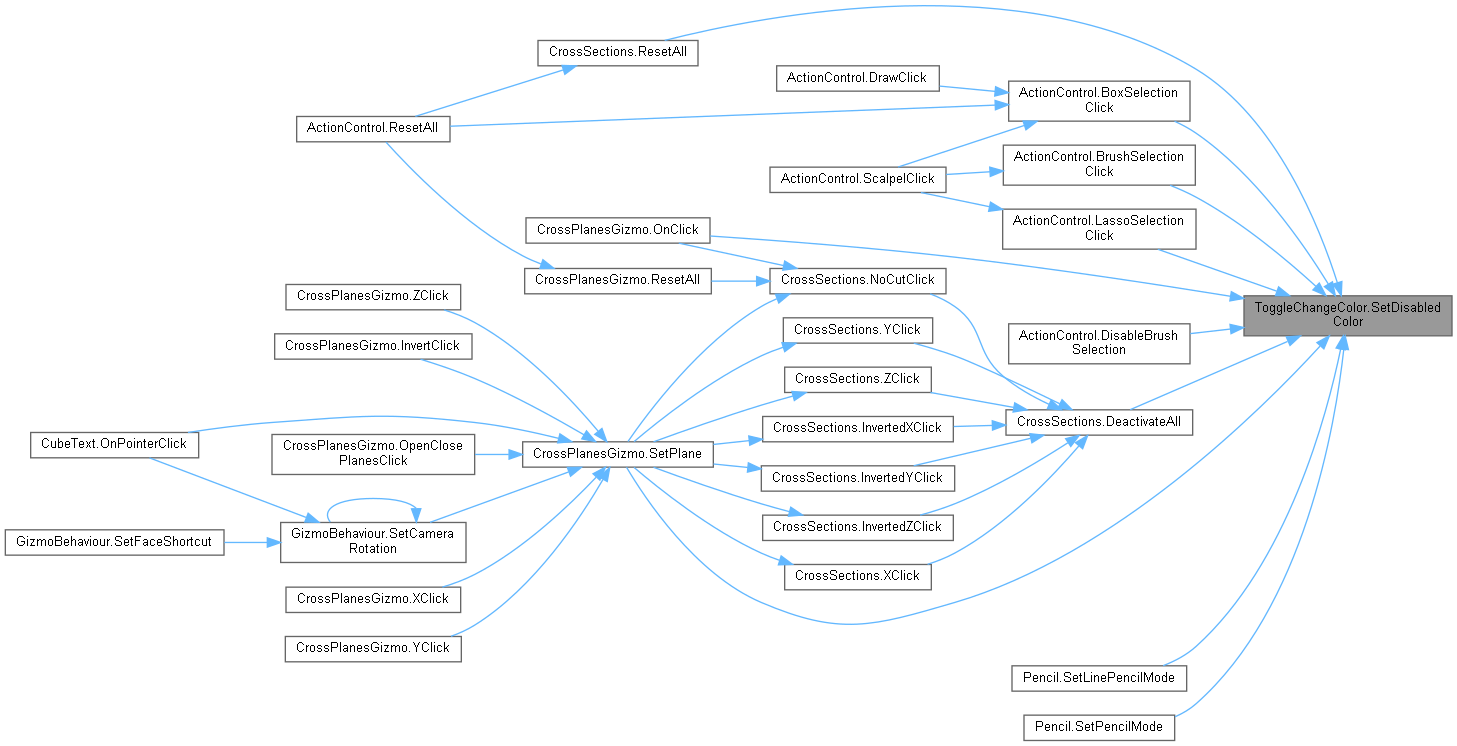 CrossSections.ResetAll
ActionControl.DrawClick
ActionControl.BoxSelection
Click
ActionControl.ResetAll
ActionControl.BrushSelection
Click
ActionControl.ScalpelClick
ActionControl.LassoSelection
Click
CrossPlanesGizmo.OnClick
CrossPlanesGizmo.ResetAll
CrossSections.NoCutClick
CrossPlanesGizmo.ZClick
ToggleChangeColor.SetDisabled
Color
CrossSections.YClick
ActionControl.DisableBrush
Selection
CrossPlanesGizmo.InvertClick
CrossSections.ZClick
CrossSections.DeactivateAll
CrossSections.InvertedXClick
CubeText.OnPointerClick
CrossPlanesGizmo.OpenClose
PlanesClick
CrossPlanesGizmo.SetPlane
CrossSections.InvertedYClick
CrossSections.InvertedZClick
GizmoBehaviour.SetCamera
Rotation
GizmoBehaviour.SetFaceShortcut
CrossSections.XClick
CrossPlanesGizmo.XClick
CrossPlanesGizmo.YClick
Pencil.SetLinePencilMode
Pencil.SetPencilMode